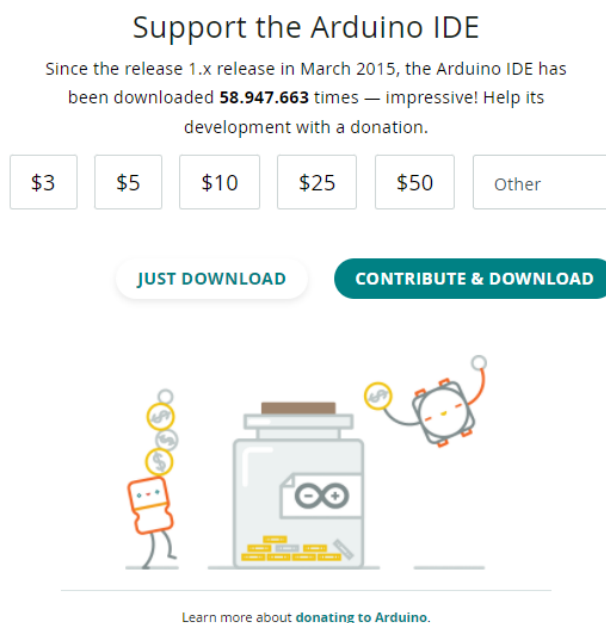 Support the Arduino IDE
Since the release 1.x release in March 2015, the Arduino IDE has
been downloaded 58.947.663 times — impressive! Help its
development with a donation.
$3 $5 $10 $25 $50 Other
JUST DOWNLOAD CONTRIBUTE & DOWNLOAD
Learn more about donating to Arduino.